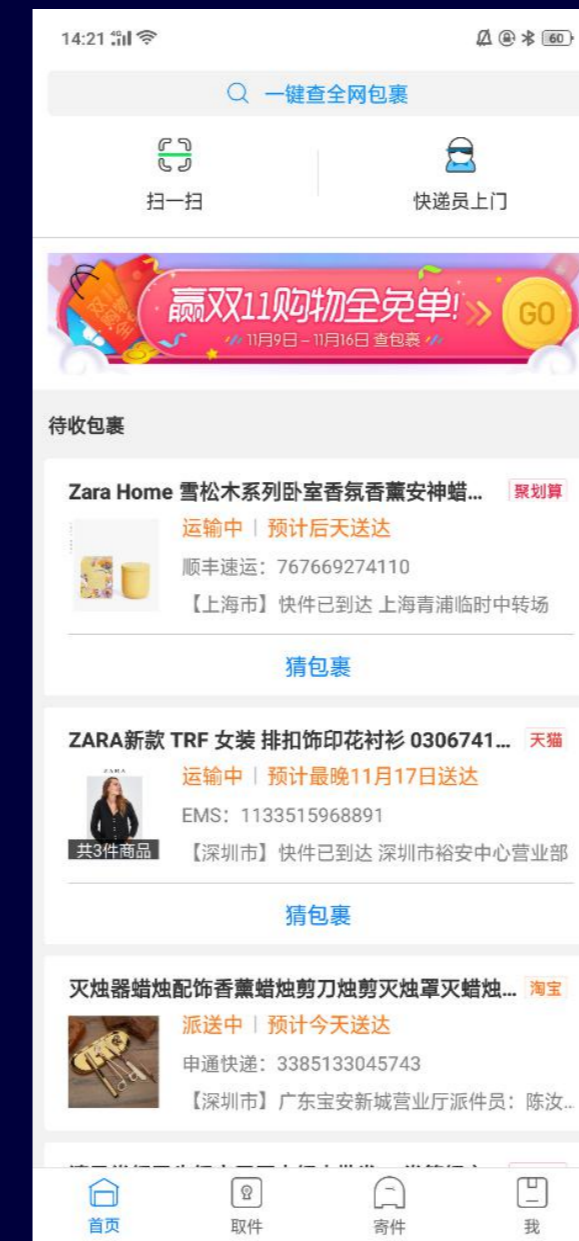 14:21
60
一键查全网包裹
扫一扫
快递员上门
赢双11购物全免单!
GO
11月9日-11月16日 查包裹
待收包裹
Zara Home 雪松木系列卧室香氛香薰安神蜡... 聚划算
运输中 | 预计后天送达
顺丰速运: 767669274110
【上海市】快件已到达 上海青浦临时中转场
猜包裹
ZARA新款 TRF 女装 排扣饰印花衬衫 0306741... 天猫
ZARA
运输中 | 预计最晚11月17日送达
EMS: 1133515968891
共3件商品
【深圳市】快件已到达 深圳市裕安中心营业部
猜包裹
灭烛器蜡烛配饰香薰蜡烛剪刀烛剪灭烛罩灭蜡烛... 淘宝
派送中 | 预计今天送达
申通快递: 3385133045743
【深圳市】广东宝安新城营业厅派件员: 陈汝...
首页
取件
寄件
我